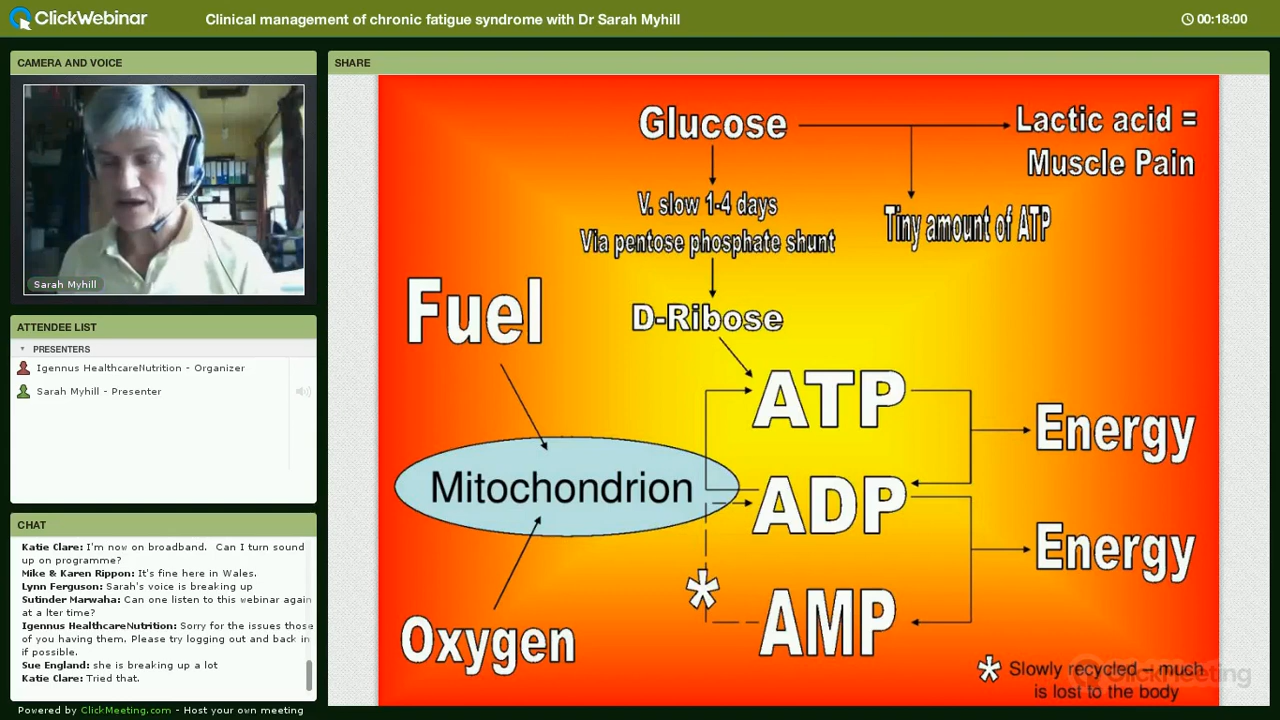 ClickWebinar
Clinical management of chronic fatigue syndrome with Dr Sarah Myhill
00:18:00
CAMERA AND VOICE
Sarah Myhill
ATTENDEE LIST
PRESENTERS
Igennus HealthcareNutrition - Organizer
Sarah Myhill - Presenter
CHAT
Katie Clare: I'm now on broadband. Can I turn sound
up on programme?
Mike & Karen Rippon: It's fine here in Wales.
Lynn Ferguson: Sarah's voice is breaking up
Sutinder Marwaha: Can one listen to this webinar again
at a lter time?
Igennus HealthcareNutrition: Sorry for the issues those
of you having them. Please try logging out and back in
if possible.
Sue England: she is breaking up a lot
Katie Clare: Tried that.
Powered by ClickMeeting.com - Host your own meeting
SHARE
Glucose
Lactic acid =
Muscle Pain
V. slow 1-4 days
Via pentose phosphate shunt
Tiny amount of ATP
D-Ribose
Fuel
ATP
Energy
Mitochondrion
ADP
Energy
*
AMP
Oxygen
* Slowly recycled – much
is lost to the body
ClickMeeting